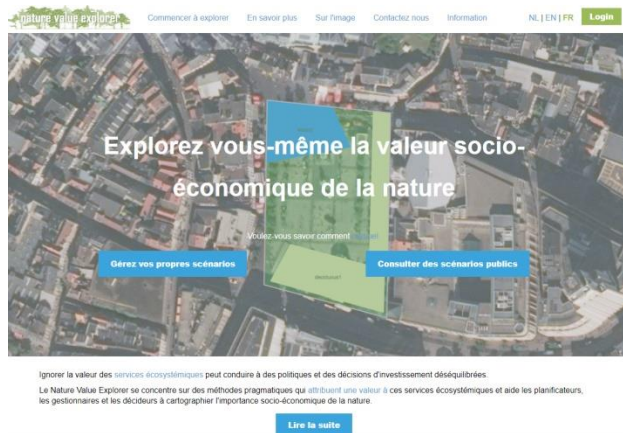 nature value explorer
Commencer à explorer En savoir plus Sur l'image Contactez nous Information NL | EN | FR Login
Explorez vous-même la valeur socio-
économique de la nature
Voulez-vous savoir comment
Gérez vos propres scénarios Consulter des scénarios publics
Ignorer la valeur des services écosystémiques peut conduire à des politiques et des décisions d'investissement déséquilibrées.
Le Nature Value Explorer se concentre sur des méthodes pragmatiques qui attribuent une valeur à ces services écosystémiques et aide les planificateurs,
les gestionnaires et les décideurs à cartographier l'importance socio-économique de la nature.
Lire la suite